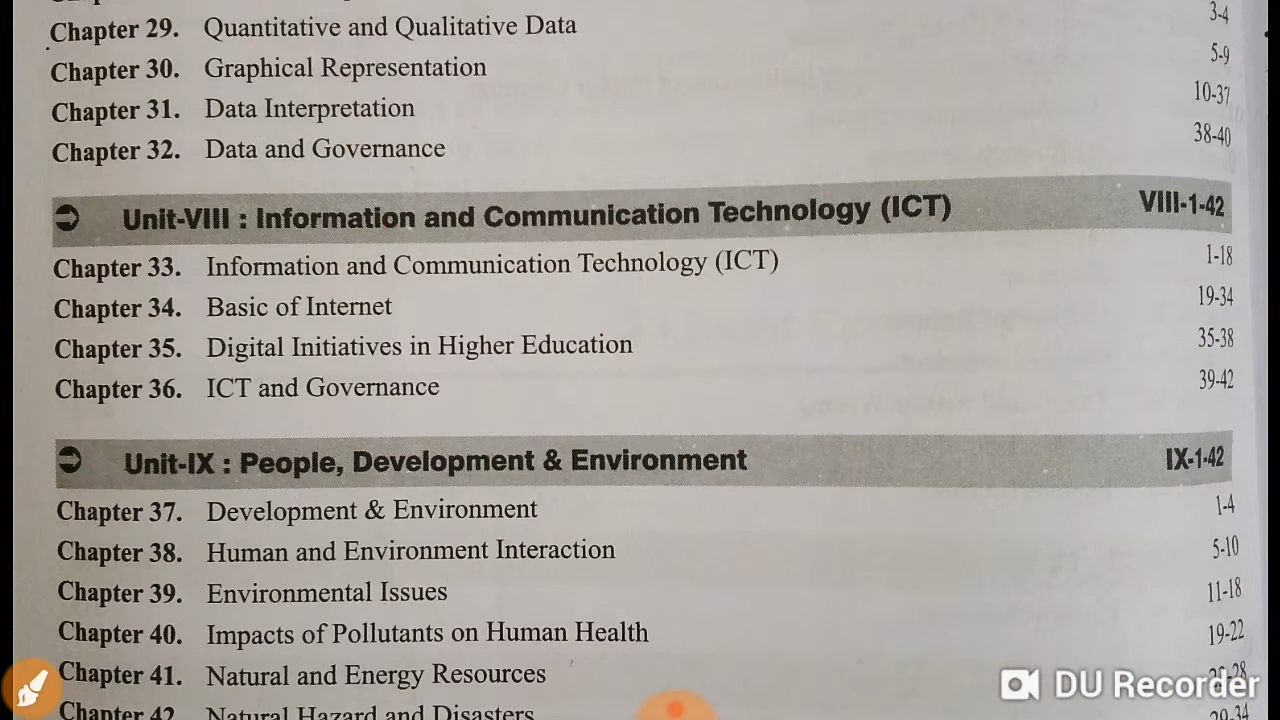 Chapter 29. Quantitative and Qualitative Data 3-4
Chapter 30. Graphical Representation 5-9
Chapter 31. Data Interpretation 10-37
Chapter 32. Data and Governance 38-40
Unit-VIII : Information and Communication Technology (ICT) VIII-1-42
Chapter 33. Information and Communication Technology (ICT) 1-18
Chapter 34. Basic of Internet 19-34
Chapter 35. Digital Initiatives in Higher Education 35-38
Chapter 36. ICT and Governance 39-42
Unit-IX : People, Development & Environment IX-1-42
Chapter 37. Development & Environment 1-4
Chapter 38. Human and Environment Interaction 5-10
Chapter 39. Environmental Issues 11-18
Chapter 40. Impacts of Pollutants on Human Health 19-22
Chapter 41. Natural and Energy Resources
DU Recorder
Chapter 42. Natural Hazard and Disasters